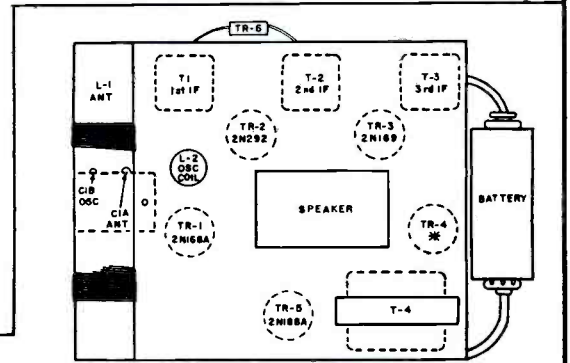 TR-6
L-1
ANT
T1
1st IF
T-2
2nd IF
T-3
3rd IF
TR-2
2N292
TR-3
2N169
L-2
OSC
COIL
C1B
OSC
C1A
ANT
TR-1
2N168A
SPEAKER
TR-4
✳
BATTERY
TR-5
2N188A
T-4